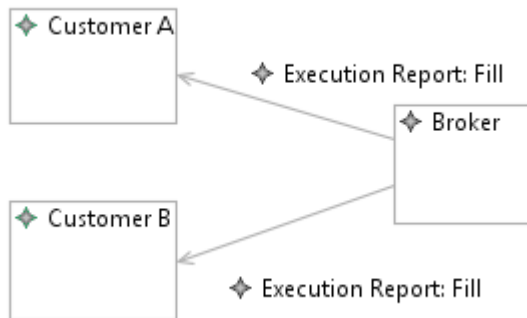 Customer A
Execution Report: Fill
Broker
Customer B
Execution Report: Fill